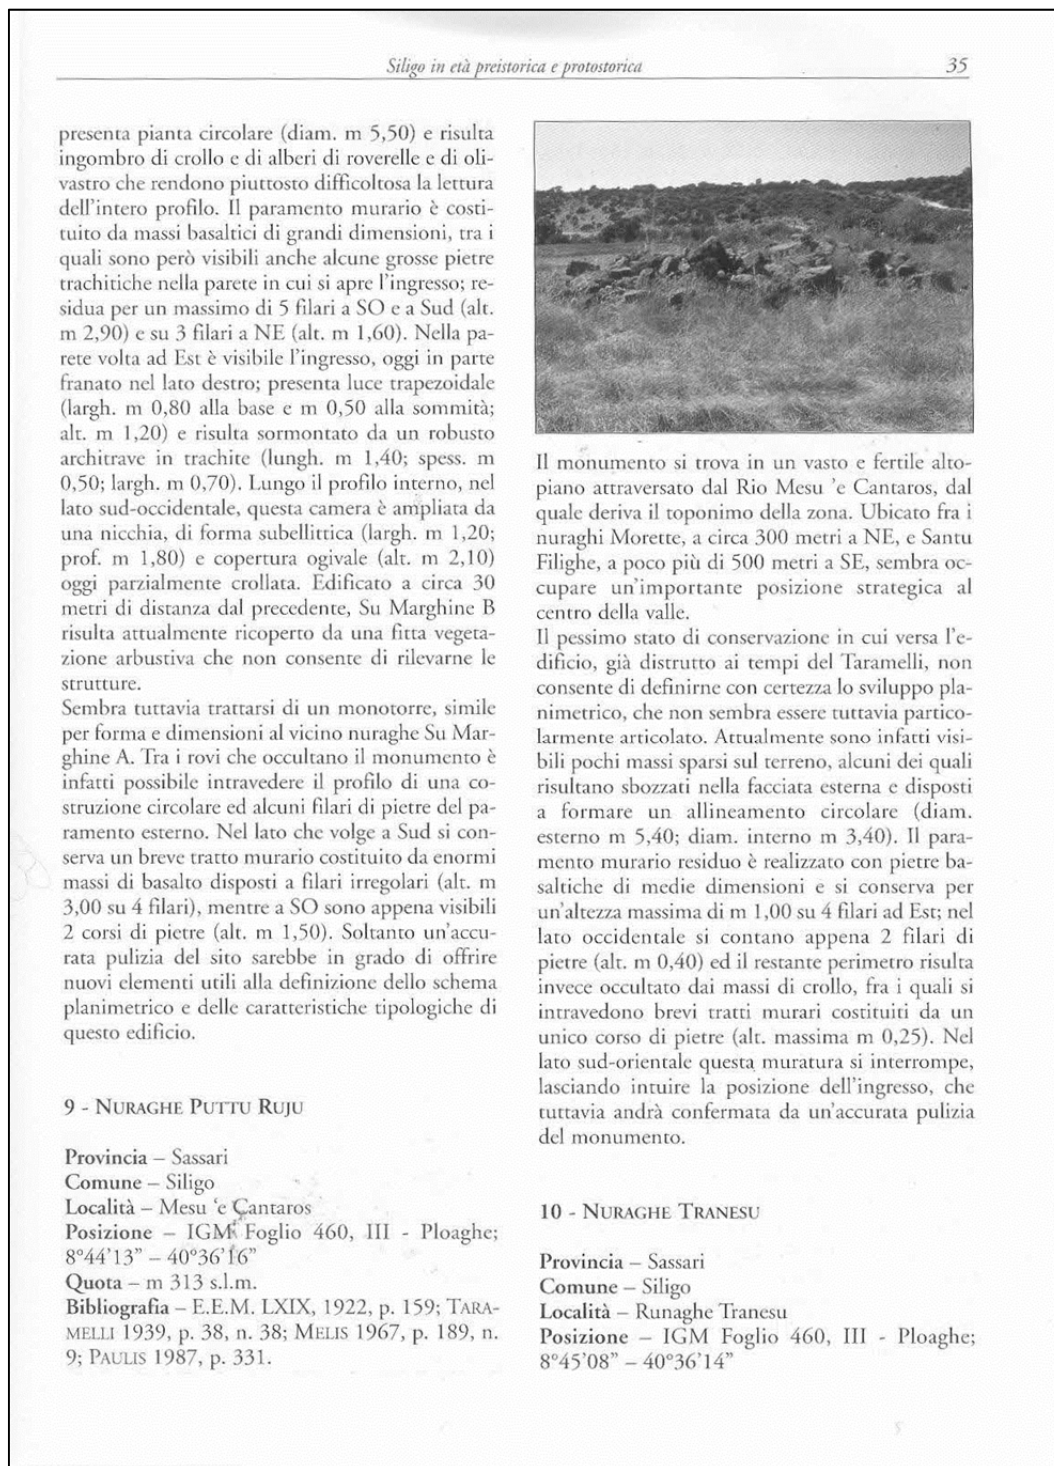 Siligo in età preistorica e protostorica 35
presenta pianta circolare (diam. m 5,50) e risulta
ingombro di crollo e di alberi di roverelle e di oli-
vastro che rendono piuttosto difficoltosa la lettura
dell'intero profilo. Il paramento murario è costi-
tuito da massi basaltici di grandi dimensioni, tra i
quali sono però visibili anche alcune grosse pietre
trachitiche nella parete in cui si apre l'ingresso; re-
sidua per un massimo di 5 filari a SO e a Sud (alt.
m 2,90) e su 3 filari a NE (alt. m 1,60). Nella pa-
rete volta ad Est è visibile l'ingresso, oggi in parte
franato nel lato destro; presenta luce trapezoidale
(largh. m 0,80 alla base e m 0,50 alla sommità;
alt. m 1,20) e risulta sormontato da un robusto
architrave in trachite (lungh. m 1,40; spess. m
0,50; largh. m 0,70). Lungo il profilo interno, nel
lato sud-occidentale, questa camera è ampliata da
una nicchia, di forma subellittica (largh. m 1,20;
prof. m 1,80) e copertura ogivale (alt. m 2,10)
oggi parzialmente crollata. Edificato a circa 30
metri di distanza dal precedente, Su Marghine B
risulta attualmente ricoperto da una fitta vegeta-
zione arbustiva che non consente di rilevarne le
strutture.
Sembra tuttavia trattarsi di un monotorre, simile
per forma e dimensioni al vicino nuraghe Su Mar-
ghine A. Tra i rovi che occultano il monumento è
infatti possibile intravedere il profilo di una co-
struzione circolare ed alcuni filari di pietre del pa-
ramento esterno. Nel lato che volge a Sud si con-
serva un breve tratto murario costituito da enormi
massi di basalto disposti a filari irregolari (alt. m
3,00 su 4 filari), mentre a SO sono appena visibili
2 corsi di pietre (alt. m 1,50). Soltanto un'accu-
rata pulizia del sito sarebbe in grado di offrire
nuovi elementi utili alla definizione dello schema
planimetrico e delle caratteristiche tipologiche di
questo edificio.
9 - NURAGHE PUTTU RUJU
Provincia – Sassari
Comune – Siligo
Località – Mesu 'e Cantaros
Posizione – IGM Foglio 460, III - Ploaghe;
8°44'13" – 40°36'16"
Quota – m 313 s.l.m.
Bibliografia – E.E.M. LXIX, 1922, p. 159; TARA-
MELLI 1939, p. 38, n. 38; MELIS 1967, p. 189, n.
9; PAULIS 1987, p. 331.
Il monumento si trova in un vasto e fertile alto-
piano attraversato dal Rio Mesu 'e Cantaros, dal
quale deriva il toponimo della zona. Ubicato fra i
nuraghi Morette, a circa 300 metri a NE, e Santu
Filighe, a poco più di 500 metri a SE, sembra oc-
cupare un'importante posizione strategica al
centro della valle.
Il pessimo stato di conservazione in cui versa l'e-
dificio, già distrutto ai tempi del Taramelli, non
consente di definirne con certezza lo sviluppo pla-
nimetrico, che non sembra essere tuttavia partico-
larmente articolato. Attualmente sono infatti visi-
bili pochi massi sparsi sul terreno, alcuni dei quali
risultano sbozzati nella facciata esterna e disposti
a formare un allineamento circolare (diam.
esterno m 5,40; diam. interno m 3,40). Il para-
mento murario residuo è realizzato con pietre ba-
saltiche di medie dimensioni e si conserva per
un'altezza massima di m 1,00 su 4 filari ad Est; nel
lato occidentale si contano appena 2 filari di
pietre (alt. m 0,40) ed il restante perimetro risulta
invece occultato dai massi di crollo, fra i quali si
intravedono brevi tratti murari costituiti da un
unico corso di pietre (alt. massima m 0,25). Nel
lato sud-orientale questa muratura si interrompe,
lasciando intuire la posizione dell'ingresso, che
tuttavia andrà confermata da un'accurata pulizia
del monumento.
10 - NURAGHE TRANESU
Provincia – Sassari
Comune – Siligo
Località – Runaghe Tranesu
Posizione – IGM Foglio 460, III - Ploaghe;
8°45'08" – 40°36'14"